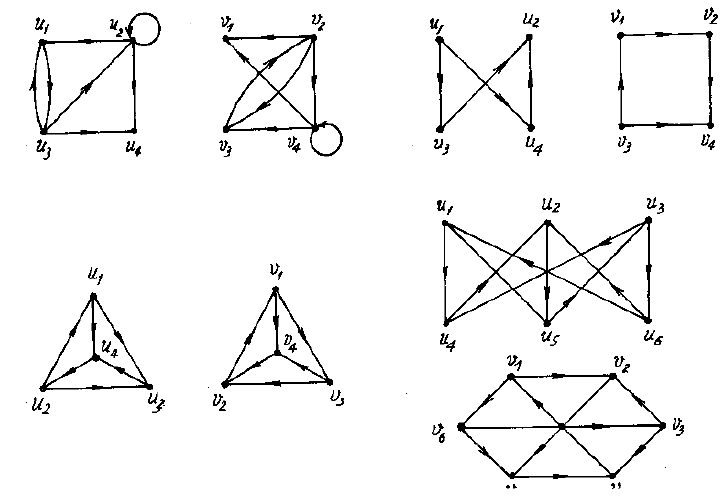 u1 u2
u3 u4
v1 v2
v3 v4
u1 u2
u3 u4
v1 v2
v3 v4
u1
u4
u2 u3
v1
v4
v2 v3
u1 u2 u3
u4 u5 u6
v1 v2
v6 v3